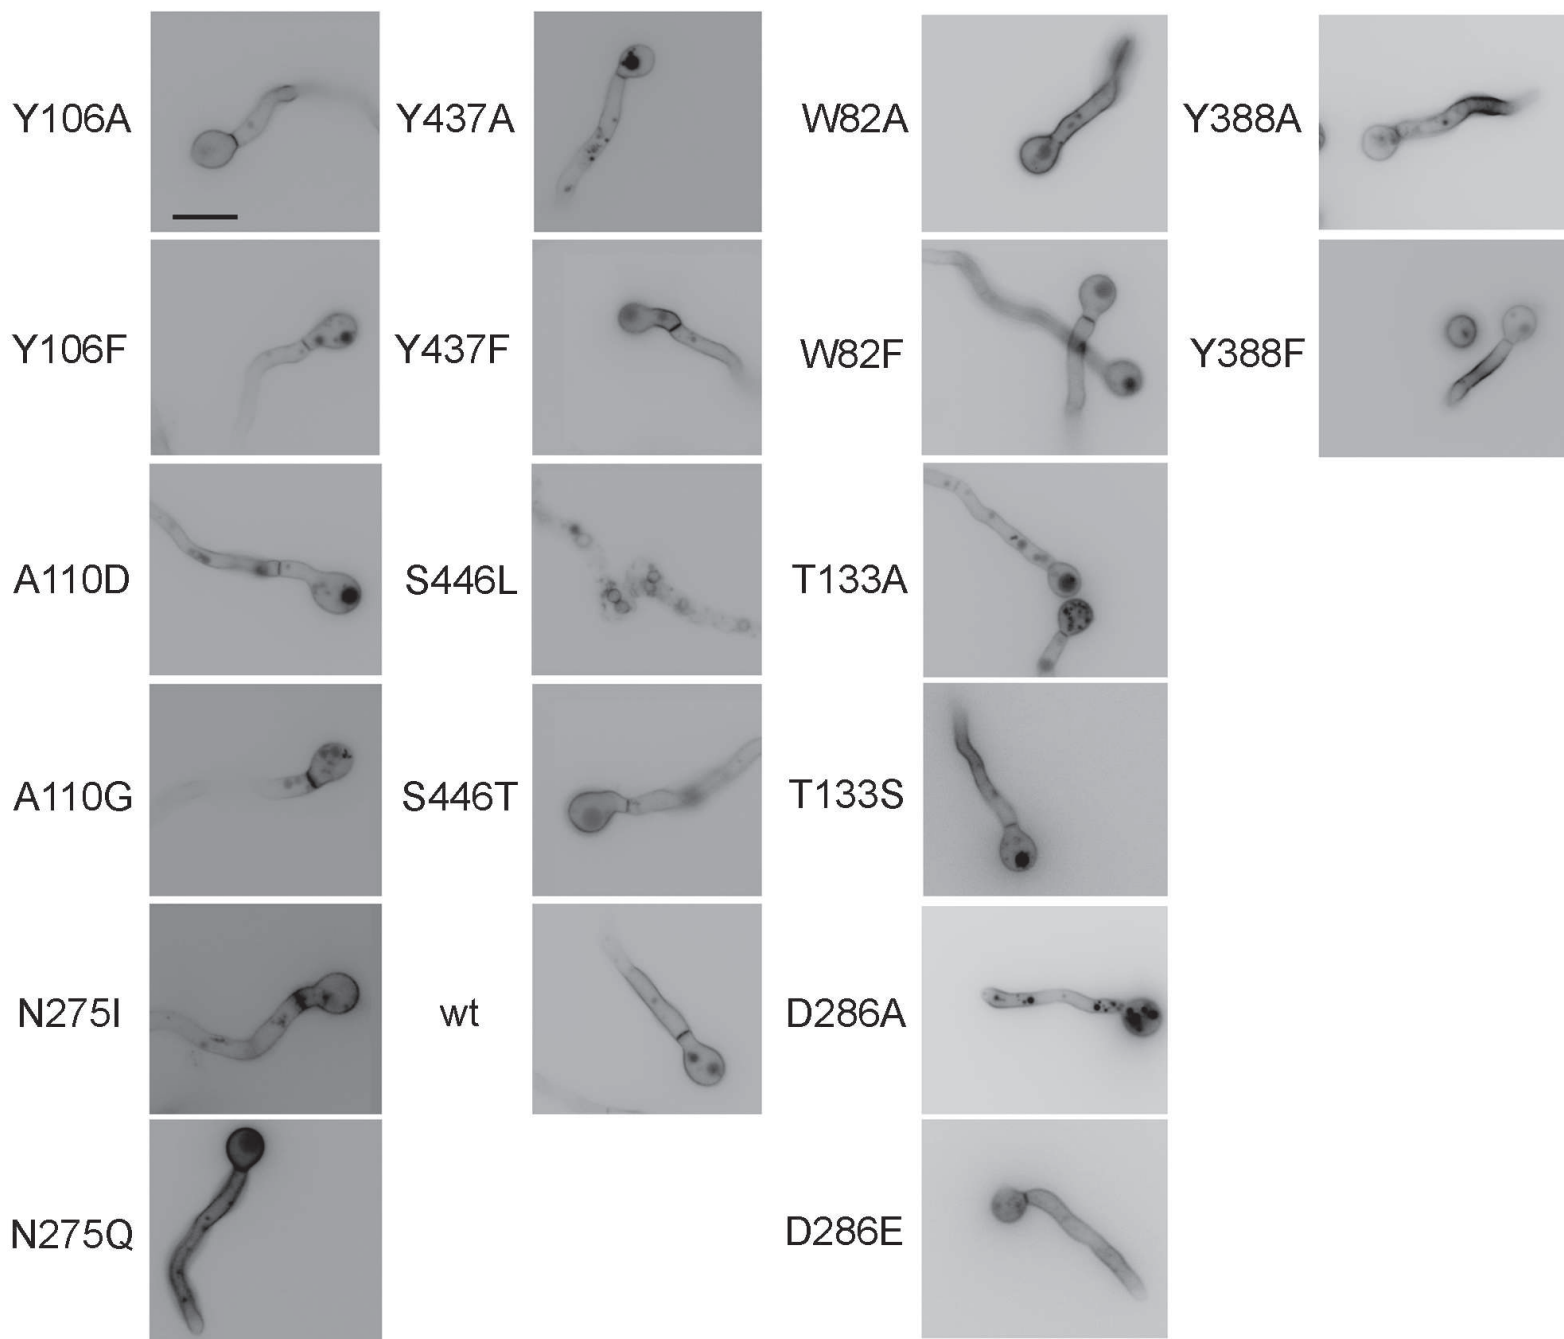 Y106A Y437A W82A Y388A
Y106F Y437F W82F Y388F
A110D S446L T133A
A110G S446T T133S
N275I wt D286A
N275Q D286E